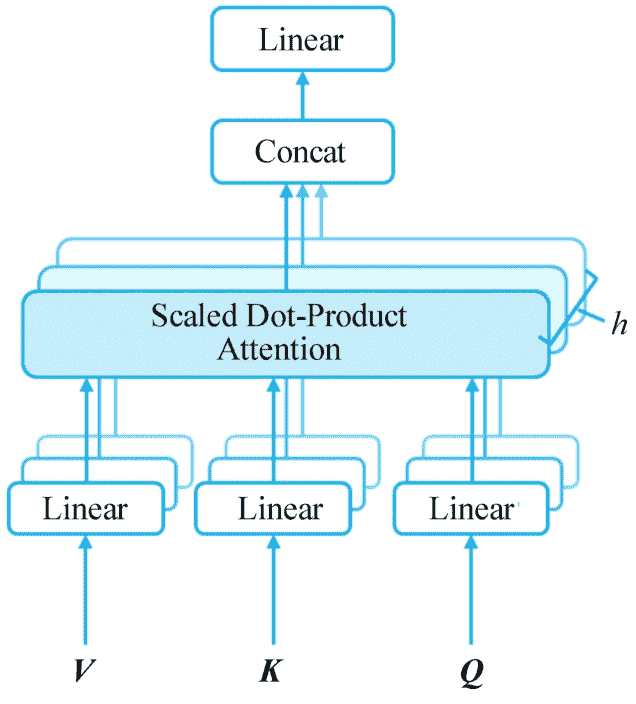 Linear
Concat
Scaled Dot-Product
Attention
h
Linear
Linear
Linear
V
K
Q